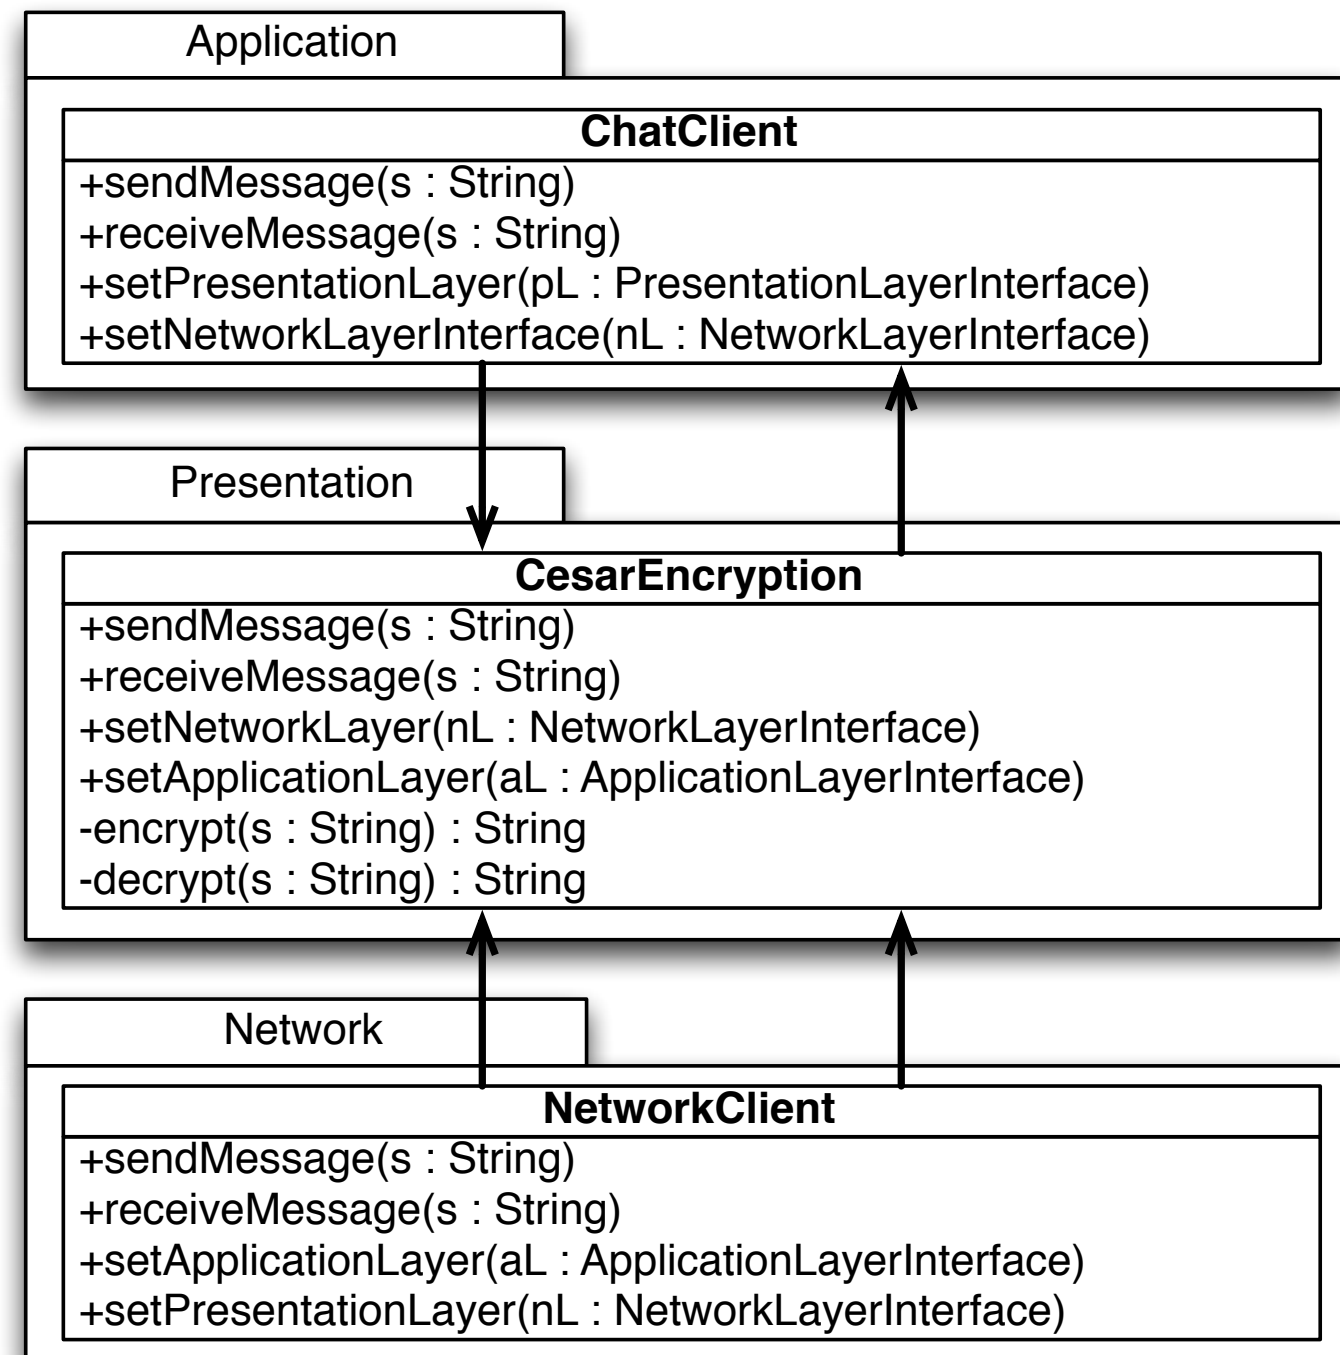 Application
ChatClient
+sendMessage(s : String)
+receiveMessage(s : String)
+setPresentationLayer(pL : PresentationLayerInterface)
+setNetworkLayerInterface(nL : NetworkLayerInterface)
Presentation
CesarEncryption
+sendMessage(s : String)
+receiveMessage(s : String)
+setNetworkLayer(nL : NetworkLayerInterface)
+setApplicationLayer(aL : ApplicationLayerInterface)
-encrypt(s : String) : String
-decrypt(s : String) : String
Network
NetworkClient
+sendMessage(s : String)
+receiveMessage(s : String)
+setApplicationLayer(aL : ApplicationLayerInterface)
+setPresentationLayer(nL : NetworkLayerInterface)